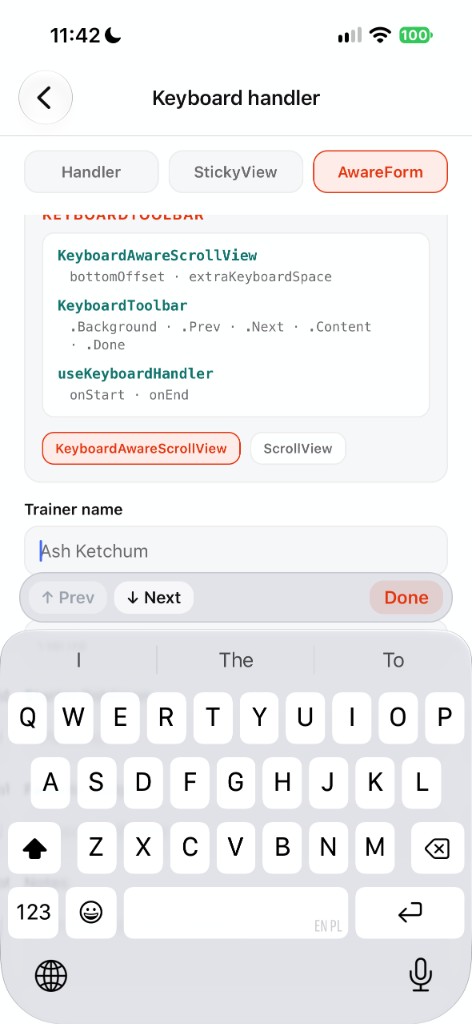 11:42
100
Keyboard handler
Handler
StickyView
AwareForm
KEYBOARDTOOLBAR
KeyboardAwareScrollView
bottomOffset · extraKeyboardSpace
KeyboardToolbar
.Background · .Prev · .Next · .Content
· .Done
useKeyboardHandler
onStart · onEnd
KeyboardAwareScrollView
ScrollView
Trainer name
Ash Ketchum
↑ Prev
↓ Next
Done
I
The
To
Q W E R T Y U I O P
A S D F G H J K L
Z X C V B N M
123
EN PL